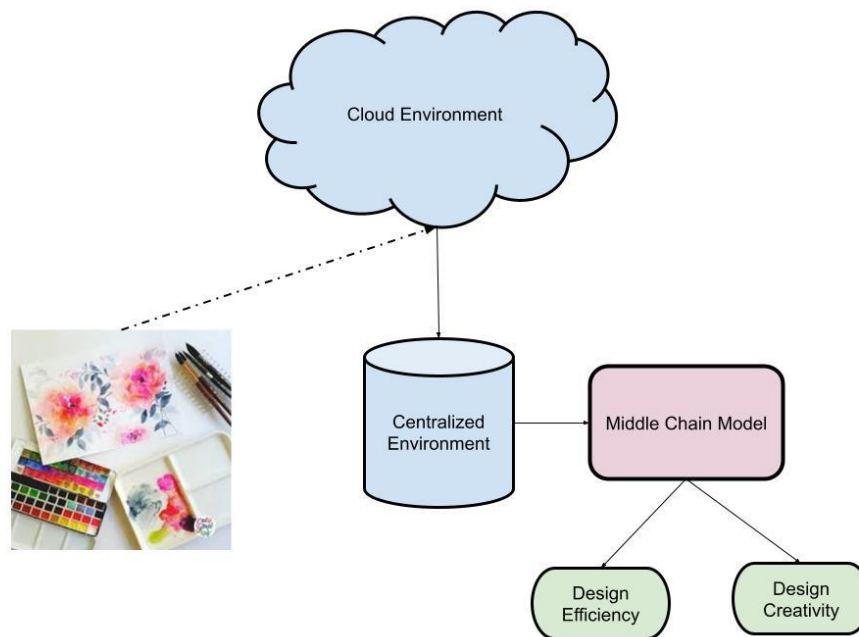 Cloud Environment
Centralized
Environment
Middle Chain Model
Design
Efficiency
Design
Creativity